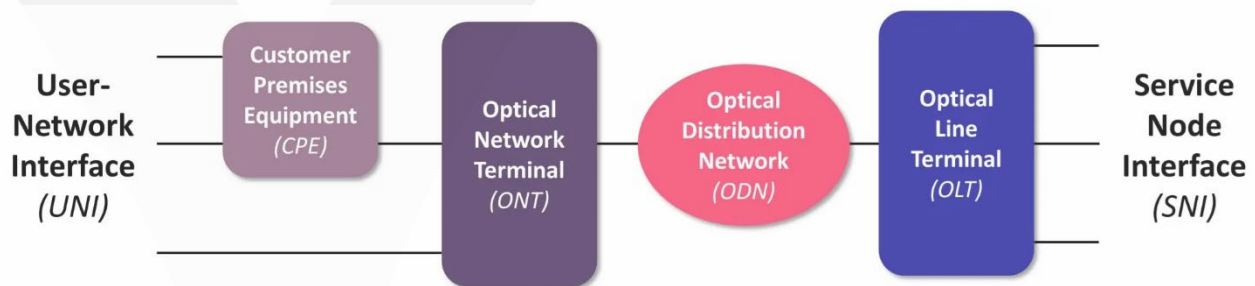 User-
Network
Interface
(UNI)
Customer
Premises
Equipment
(CPE)
Optical
Network
Terminal
(ONT)
Optical
Distribution
Network
(ODN)
Optical
Line
Terminal
(OLT)
Service
Node
Interface
(SNI)